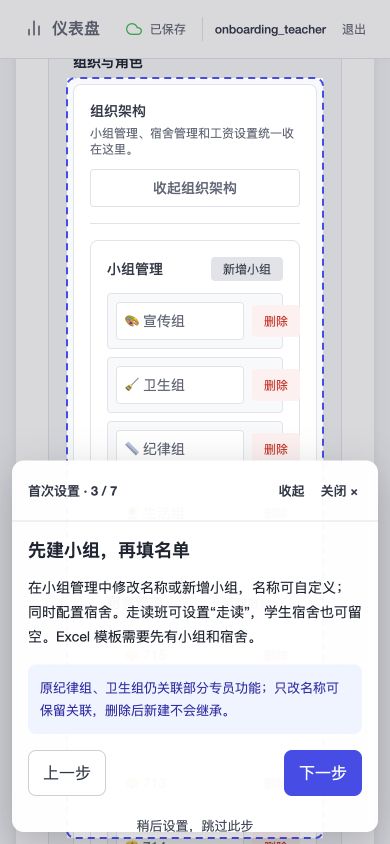 仪表盘
已保存
onboarding_teacher
退出
组织与角色
组织架构
小组管理、宿舍管理和工资设置统一收
在这里。
收起组织架构
小组管理
新增小组
宣传组
删除
卫生组
删除
纪律组
删除
首次设置 · 3 / 7
收起
关闭 ×
先建小组，再填名单
在小组管理中修改名称或新增小组，名称可自定义；
同时配置宿舍。走读班可设置“走读”，学生宿舍也可留
空。Excel 模板需要先有小组和宿舍。
原纪律组、卫生组仍关联部分专员功能；只改名称可
保留关联，删除后新建不会继承。
上一步
下一步
稍后设置，跳过此步